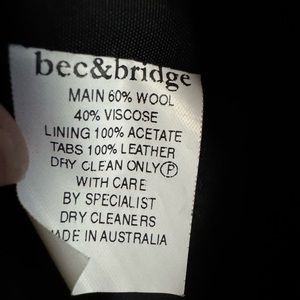 bec&bridge
MAIN 60% WOOL
40% VISCOSE
LINING 100% ACETATE
TABS 100% LEATHER
DRY CLEAN ONLY Ⓟ
WITH CARE
BY SPECIALIST
DRY CLEANERS
MADE IN AUSTRALIA